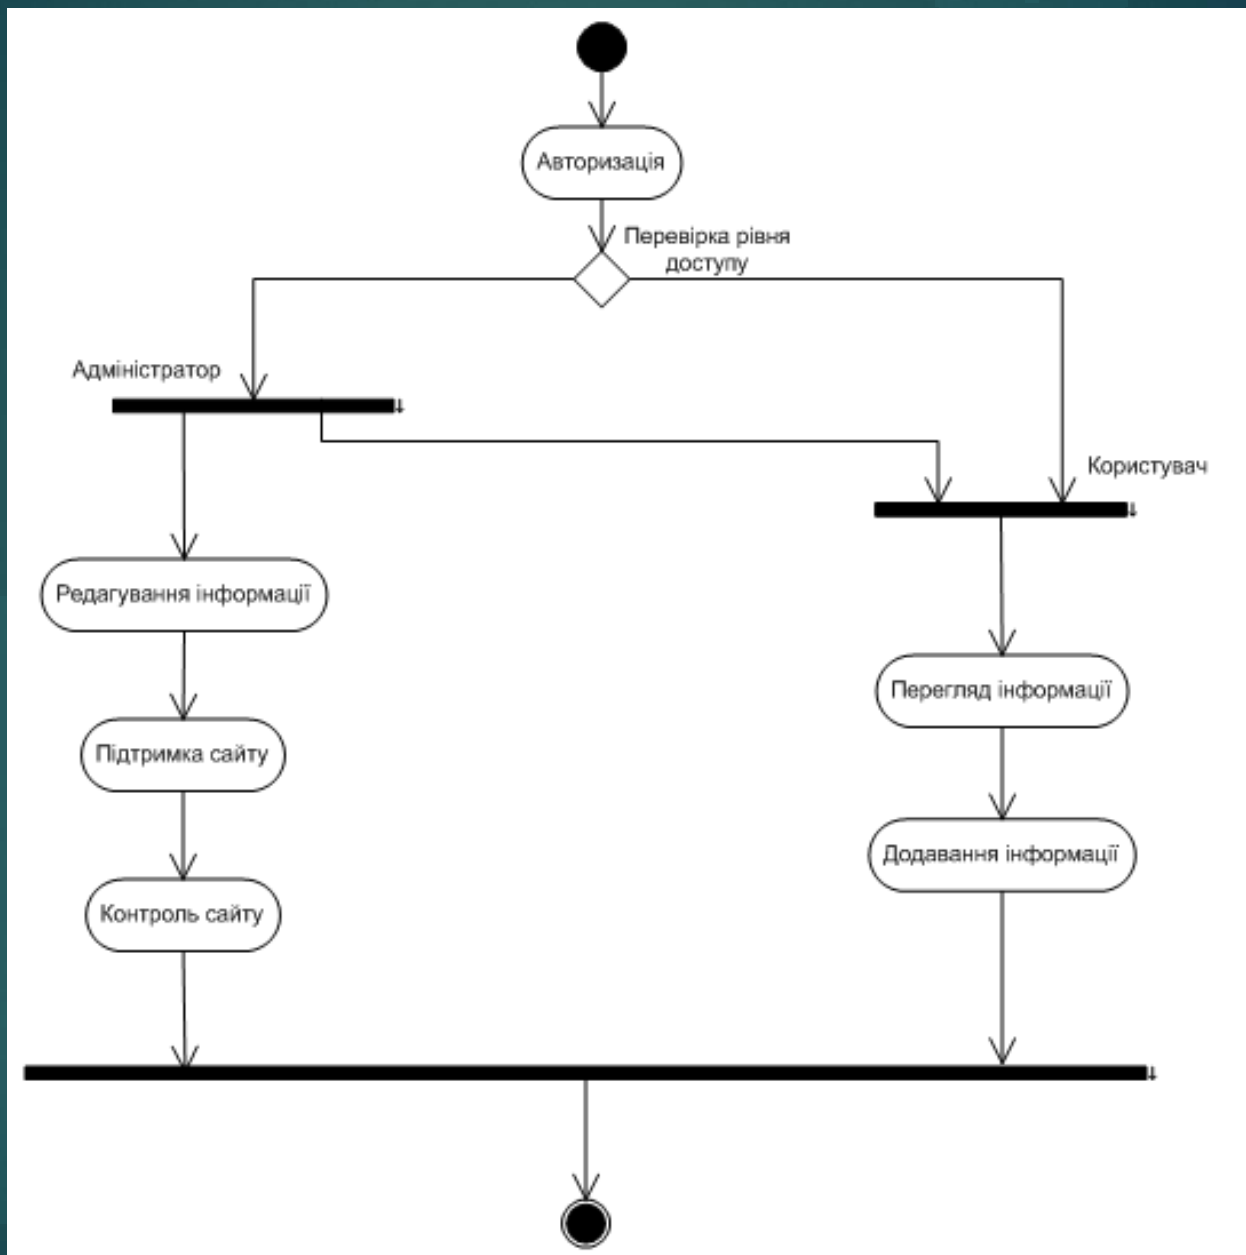 Авторизація
Перевірка рівня
доступу
Адміністратор
Користувач
Редагування інформації
Перегляд інформації
Підтримка сайту
Додавання інформації
Контроль сайту